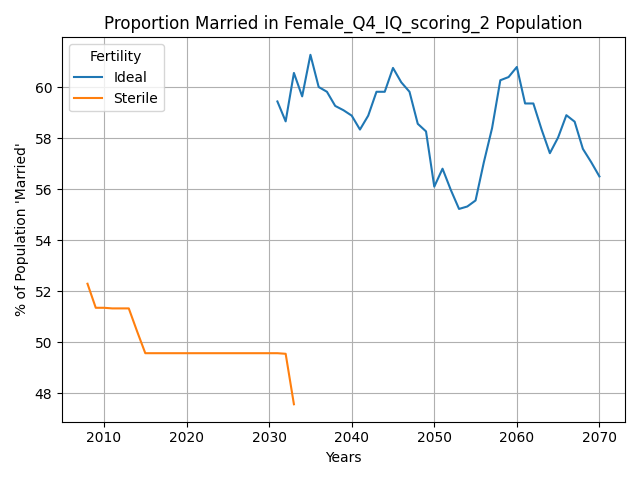 Proportion Married in Female_Q4_IQ_scoring_2 Population
Fertility
Ideal
Sterile
% of Population 'Married'
60
58
56
54
52
50
48
2010
2020
2030
2040
2050
2060
2070
Years